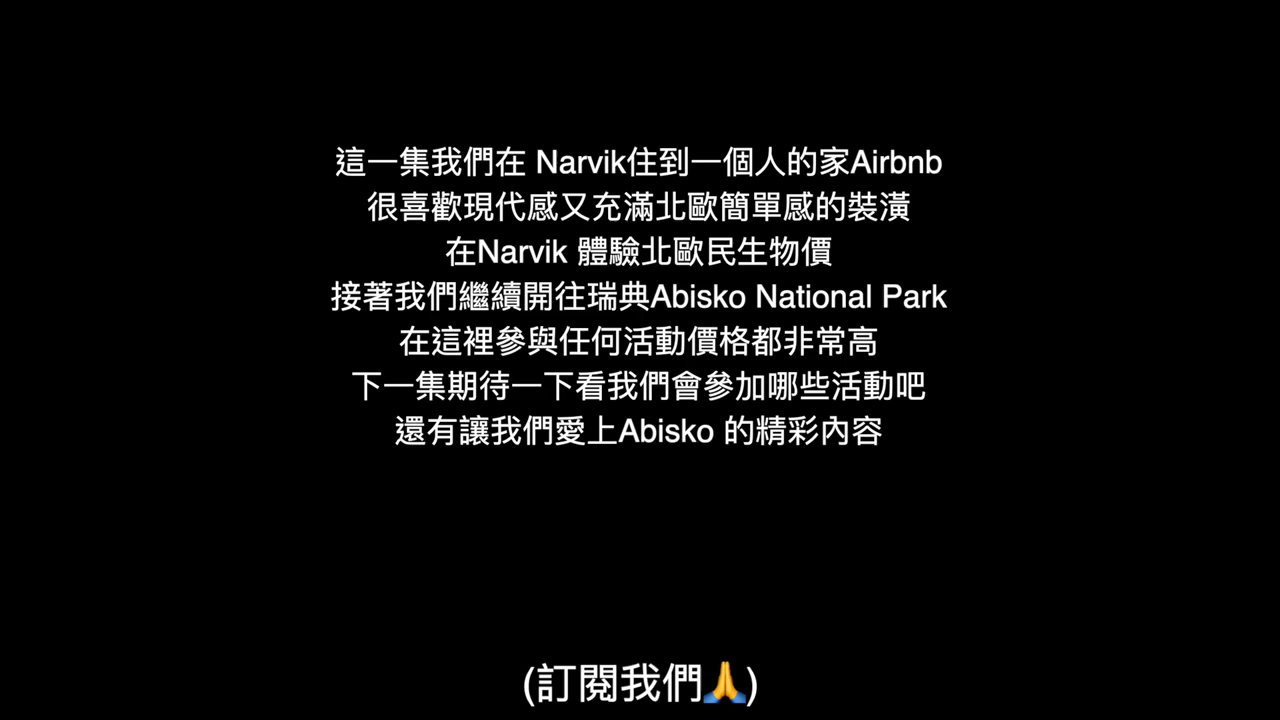 這一集我們在 Narvik住到一個人的家Airbnb
很喜歡現代感又充滿北歐簡單感的裝潢
在Narvik 體驗北歐民生物價
接著我們繼續開往瑞典Abisko National Park
在這裡參與任何活動價格都非常高
下一集期待一下看我們會參加哪些活動吧
還有讓我們愛上Abisko 的精彩內容
(訂閱我們🙏)